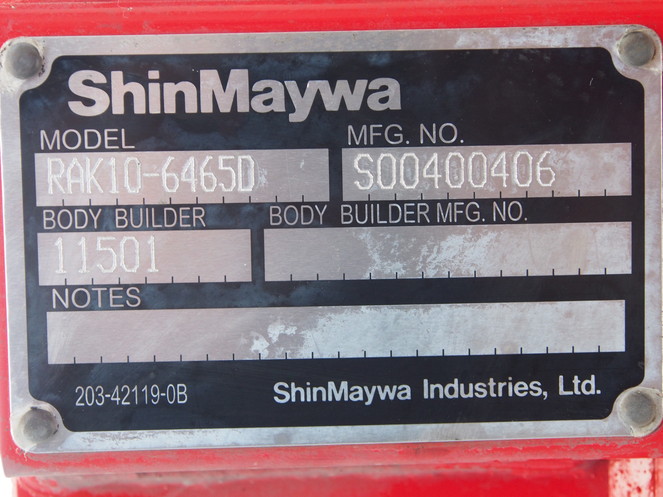 ShinMaywa
MODEL MFG. NO.
RAK10-6465D S00400406
BODY BUILDER BODY BUILDER MFG. NO.
11501
NOTES
203-42119-0B ShinMaywa Industries, Ltd.